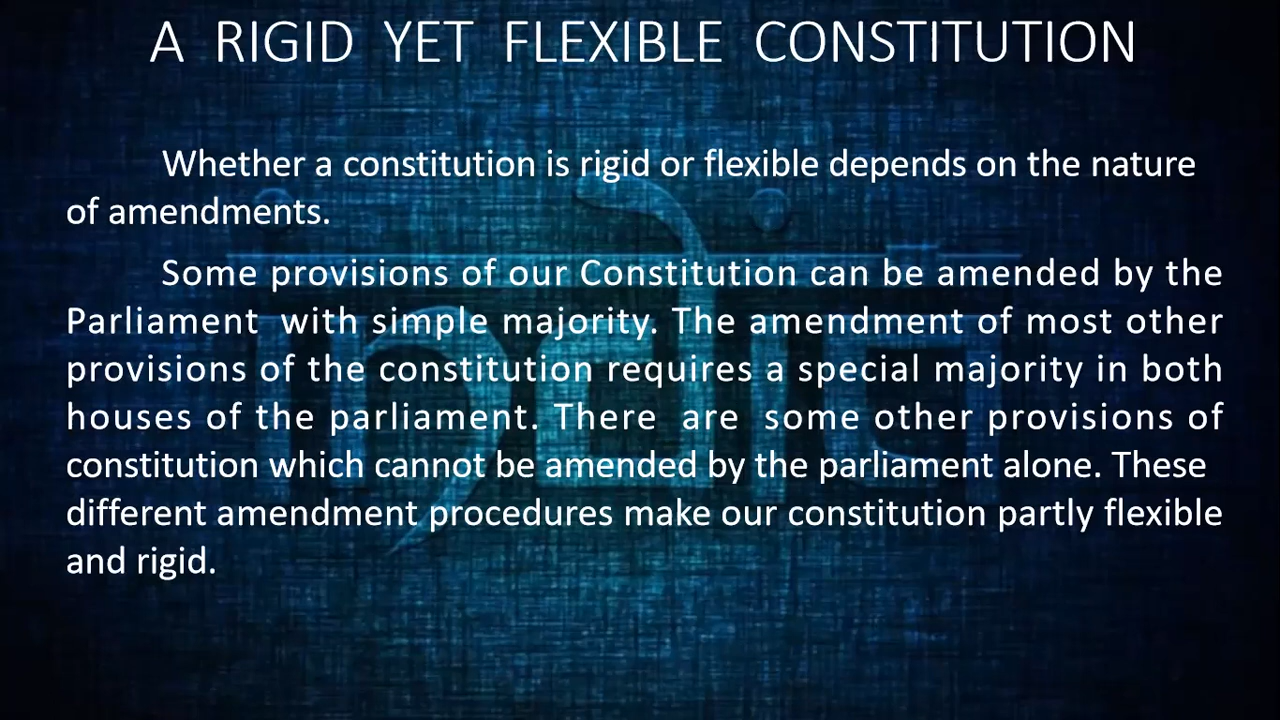 A RIGID YET FLEXIBLE CONSTITUTION
Whether a constitution is rigid or flexible depends on the nature
of amendments.
Some provisions of our Constitution can be amended by the
Parliament with simple majority. The amendment of most other
provisions of the constitution requires a special majority in both
houses of the parliament. There are some other provisions of
constitution which cannot be amended by the parliament alone. These
different amendment procedures make our constitution partly flexible
and rigid.
india